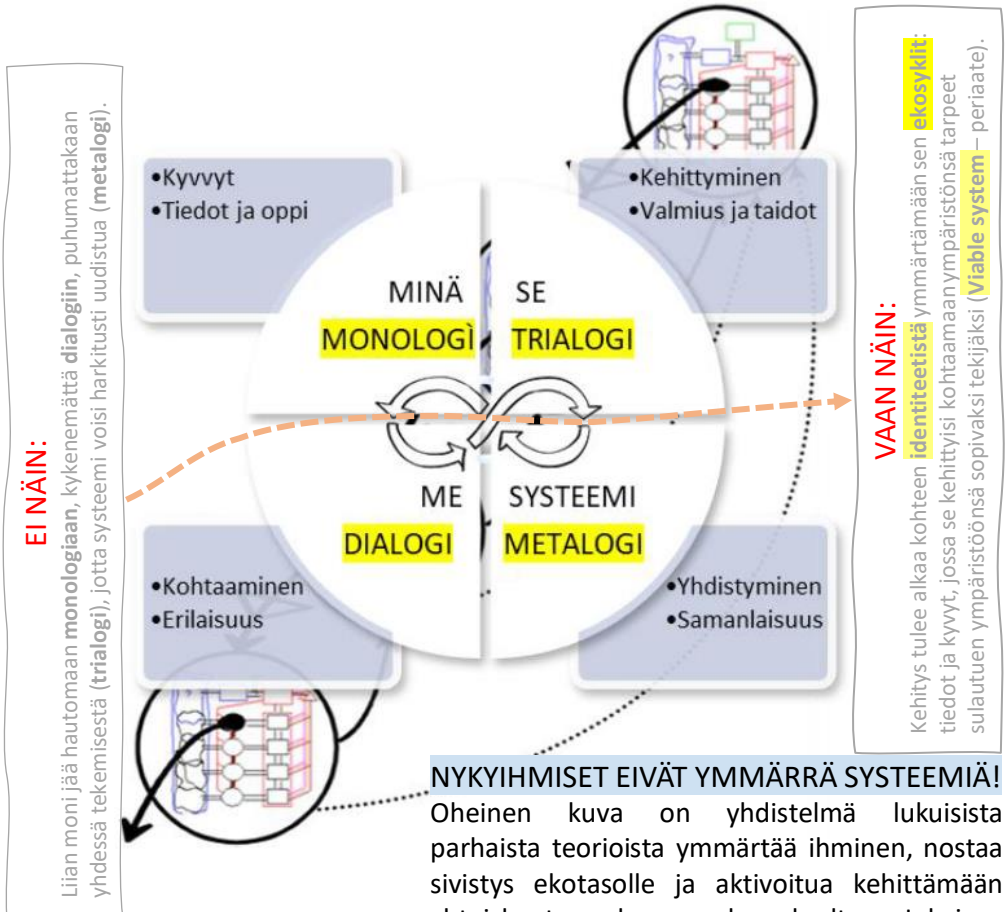 EI NÄIN:
Liian moni jää hautomaan monologiaan, kykenemättä dialogiin, puhumattakaan
yhdessä tekemisestä (trialogi), jotta systeemi voisi harkitusti uudistua (metalogi).
•Kyvvyt
•Tiedot ja oppi
•Kehittyminen
•Valmius ja taidot
MINÄ
MONOLOGÌ
SE
TRIALOGI
ME
DIALOGI
SYSTEEMI
METALOGI
•Kohtaaminen
•Erilaisuus
•Yhdistyminen
•Samanlaisuus
VAAN NÄIN:
Kehitys tulee alkaa kohteen identiteetistä ymmärtämään sen ekosyklit:
tiedot ja kyvyt, jossa se kehittyisi kohtaamaan ympäristönsä tarpeet
sulautuen ympäristöönsä sopivaksi tekijäksi (Viable system – periaate).
NYKYIHMISET EIVÄT YMMÄRRÄ SYSTEEMIÄ!
Oheinen kuva on yhdistelmä lukuisista
parhaista teorioista ymmärtää ihminen, nostaa
sivistys ekotasolle ja aktivoitua kehittämään